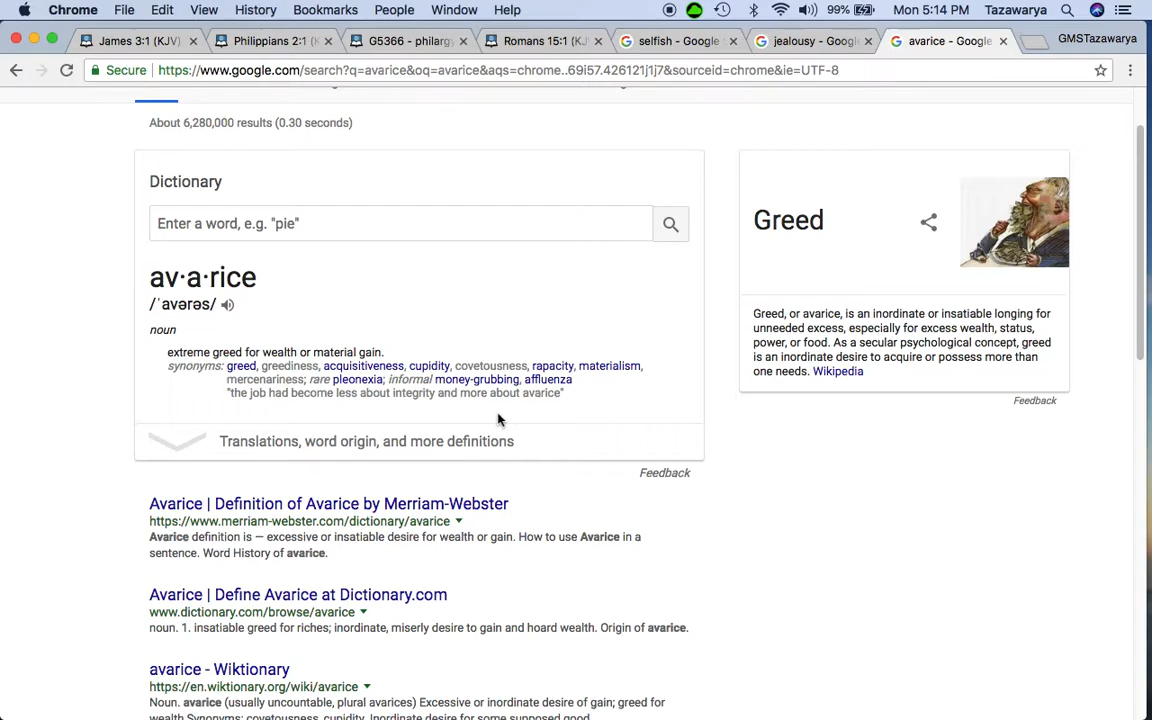 Chrome File Edit View History Bookmarks People Window Help 99% Mon 5:14 PM Tazawarya
James 3:1 (KJV) Philippines 2:1 ( G5366 - philargy Romans 15:1 (KJ selfish - Google jealousy - Google avarice - Google GMSTazawarya
Secure https://www.google.com/search?q=avarice&oq=avarice&aqs=chrome..69i57.426121j1j7&sourceid=chrome&ie=UTF-8
About 6,280,000 results (0.30 seconds)
Dictionary
Enter a word, e.g. "pie"
av·a·rice
/ˈavərəs/
noun
extreme greed for wealth or material gain.
synonyms: greed, greediness, acquisitiveness, cupidity, covetousness, rapacity, materialism,
mercenariness; rare pleonexia; informal money-grubbing, affluenza
"the job had become less about integrity and more about avarice"
Translations, word origin, and more definitions
Feedback
Greed
Greed, or avarice, is an inordinate or insatiable longing for
unneeded excess, especially for excess wealth, status,
power, or food. As a secular psychological concept, greed
is an inordinate desire to acquire or possess more than
one needs. Wikipedia
Feedback
Avarice | Definition of Avarice by Merriam-Webster
https://www.merriam-webster.com/dictionary/avarice
Avarice definition is — excessive or insatiable desire for wealth or gain. How to use Avarice in a
sentence. Word History of avarice.
Avarice | Define Avarice at Dictionary.com
www.dictionary.com/browse/avarice
noun. 1. insatiable greed for riches; inordinate, miserly desire to gain and hoard wealth. Origin of avarice.
avarice - Wiktionary
https://en.wiktionary.org/wiki/avarice
Noun. avarice (usually uncountable, plural avarices) Excessive or inordinate desire of gain; greed for
wealth Synonyms: covetousness, cupidity. Inordinate desire for some supposed good.